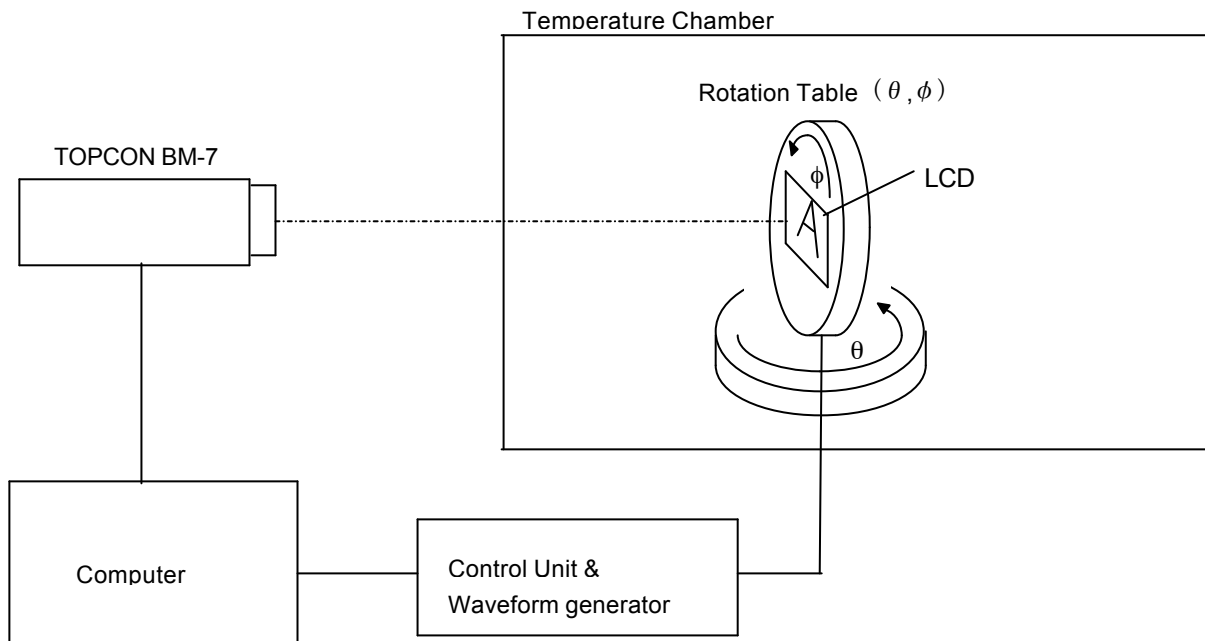 Temperature Chamber
Rotation Table (θ,φ)
TOPCON BM-7
φ
LCD
A
θ
Computer
Control Unit &
Waveform generator